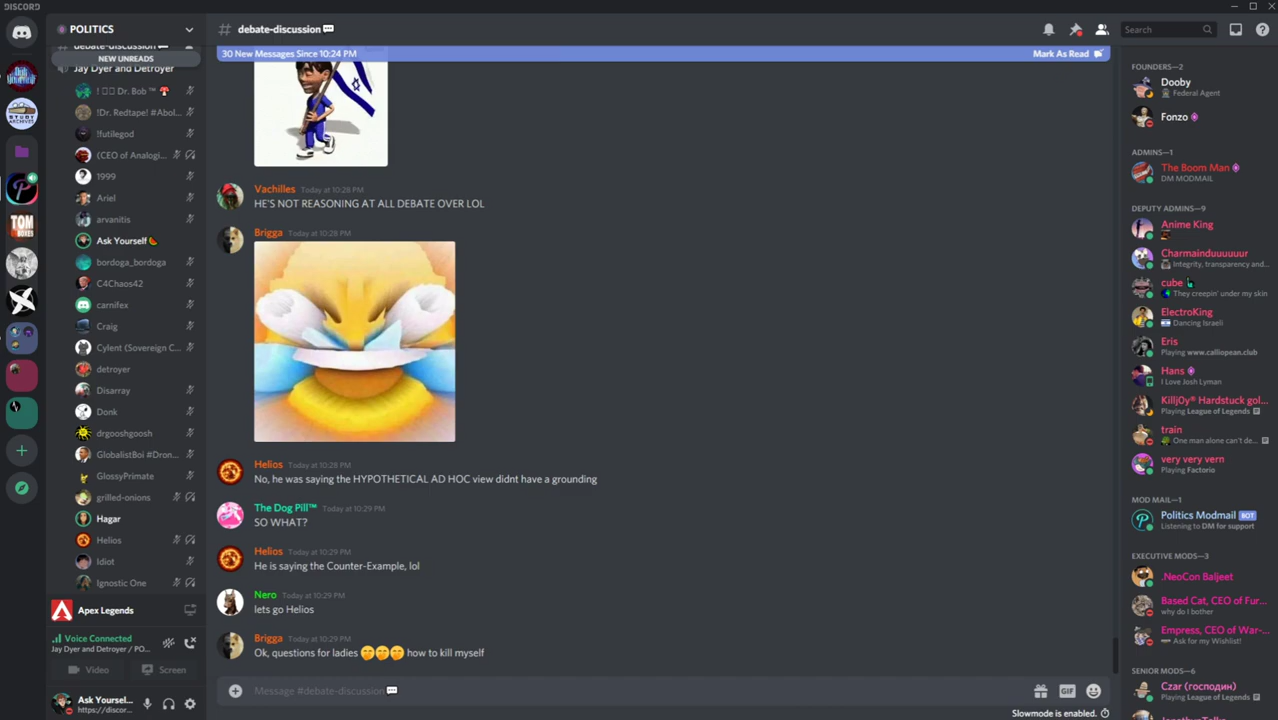 DISCORD
POLITICS
debate-discussion
NEW UNREADS
Jay Dyer and Detroyer
! Dr. Bob ™
!Dr. Redtape! #Abol...
!futilegod
(CEO of Analogi...
1999
Ariel
arvanitis
Ask Yourself
bordoga_bordoga
C4Chaos42
carnifex
Craig
Cylent (Sovereign C...
detroyer
Disarray
Donk
drgooshgoosh
GlobalistBoi #Dron...
GlossyPrimate
grilled-onions
Hagar
Helios
Idiot
Ignostic One
Apex Legends
Voice Connected
Jay Dyer and Detroyer / PO...
Video
Screen
Ask Yoursel...
https://discor...
STUDY
ARCHIVES
TOM
BOXES
# debate-discussion
Search
30 New Messages Since 10:24 PM
Mark As Read
Vachilles Today at 10:28 PM
HE'S NOT REASONING AT ALL DEBATE OVER LOL
Brigga Today at 10:28 PM
Helios Today at 10:28 PM
No, he was saying the HYPOTHETICAL AD HOC view didnt have a grounding
The Dog Pill™ Today at 10:29 PM
SO WHAT?
Helios Today at 10:29 PM
He is saying the Counter-Example, lol
Nero Today at 10:29 PM
lets go Helios
Brigga Today at 10:29 PM
Ok, questions for ladies 🤭🤭🤭 how to kill myself
Message #debate-discussion
GIF
Slowmode is enabled.
FOUNDERS—2
Dooby
Federal Agent
Fonzo
ADMINS—1
The Boom Man
DM MODMAIL
DEPUTY ADMINS—9
Anime King
Charmainduuuuuur
Integrity, transparency and...
cube
They creepin' under my skin
ElectroKing
Dancing Israeli
Eris
Playing www.calliopean.club
Hans
I Love Josh Lyman
Killj0y® Hardstuck gol...
Playing League of Legends
train
One man alone can't de...
very very vern
Playing Factorio
MOD MAIL—1
Politics Modmail BOT
Listening to DM for support
EXECUTIVE MODS—3
.NeoCon Baljeet
Based Cat, CEO of Fur...
why do I bother
Empress, CEO of War-...
Ask for my Wishlist!
SENIOR MODS—6
Czar (господин)
Playing League of Legends